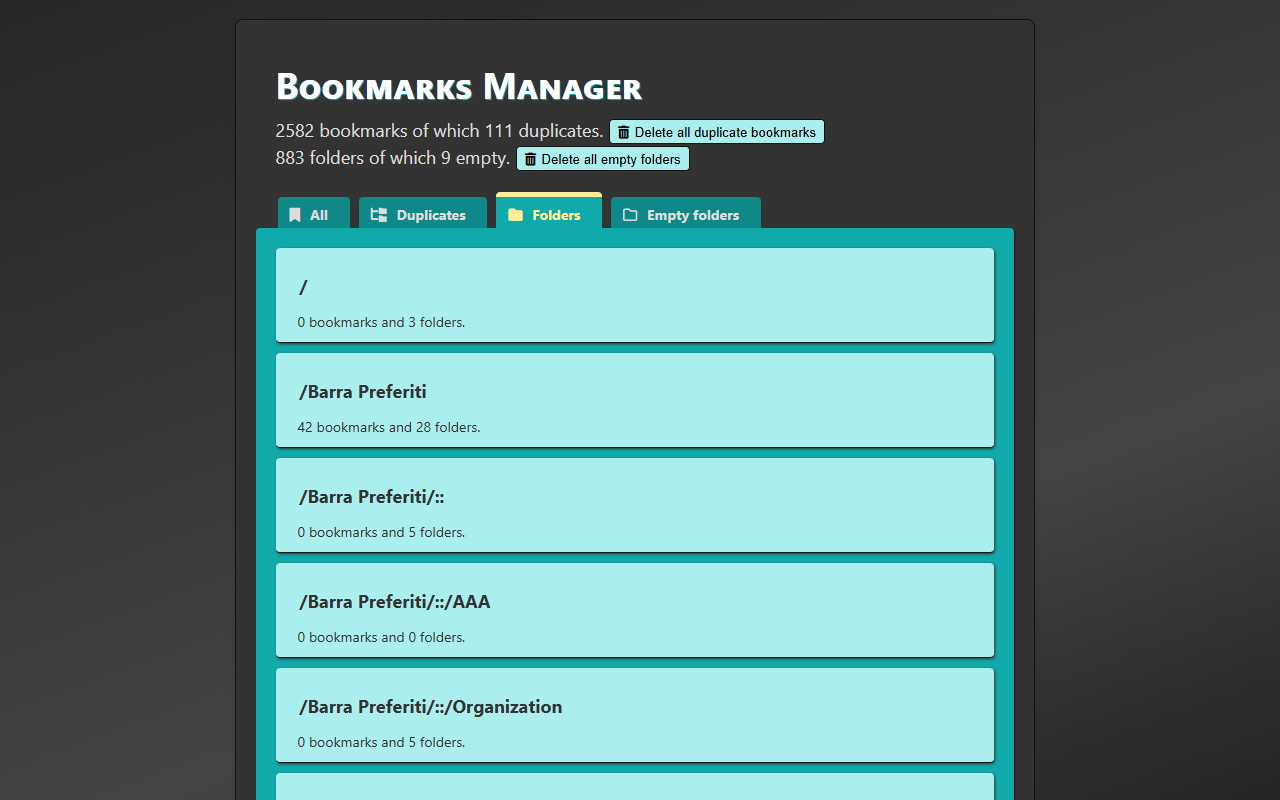 Bookmarks Manager
2582 bookmarks of which 111 duplicates. Delete all duplicate bookmarks
883 folders of which 9 empty. Delete all empty folders
All Duplicates Folders Empty folders
/
0 bookmarks and 3 folders.
/Barra Preferiti
42 bookmarks and 28 folders.
/Barra Preferiti/::
0 bookmarks and 5 folders.
/Barra Preferiti/::/AAA
0 bookmarks and 0 folders.
/Barra Preferiti/::/Organization
0 bookmarks and 5 folders.